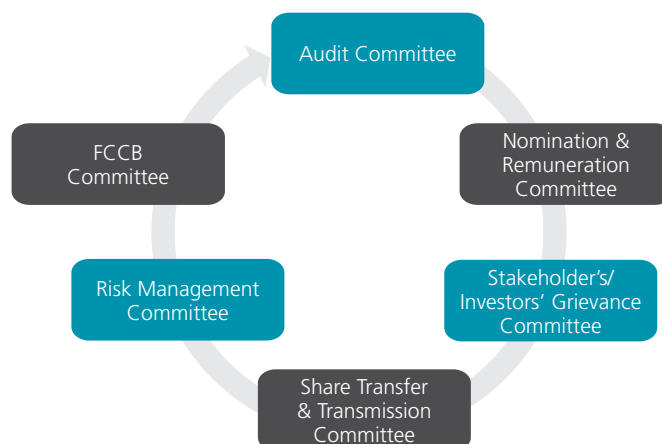 Audit Committee
Nomination &
Remuneration
Committee
Stakeholder's/
Investors' Grievance
Committee
Share Transfer
& Transmission
Committee
Risk Management
Committee
FCCB
Committee